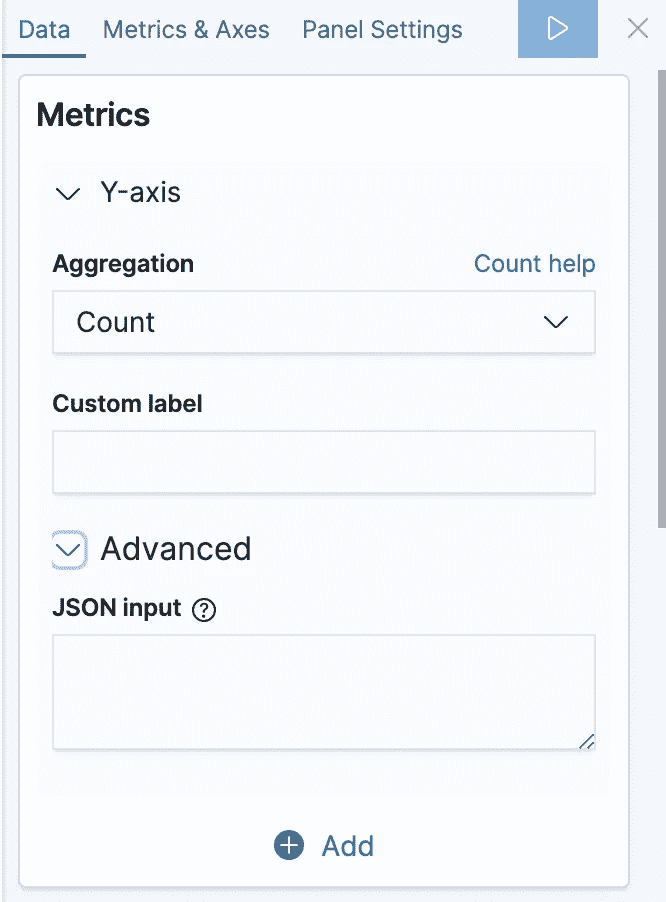 Data Metrics & Axes Panel Settings
Metrics
Y-axis
Aggregation Count help
Count
Custom label
Advanced
JSON input ?
Add